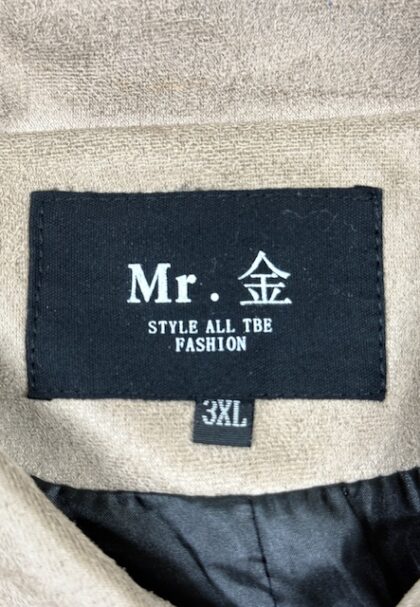 Mr. 金
STYLE ALL TBE
FASHION
3XL